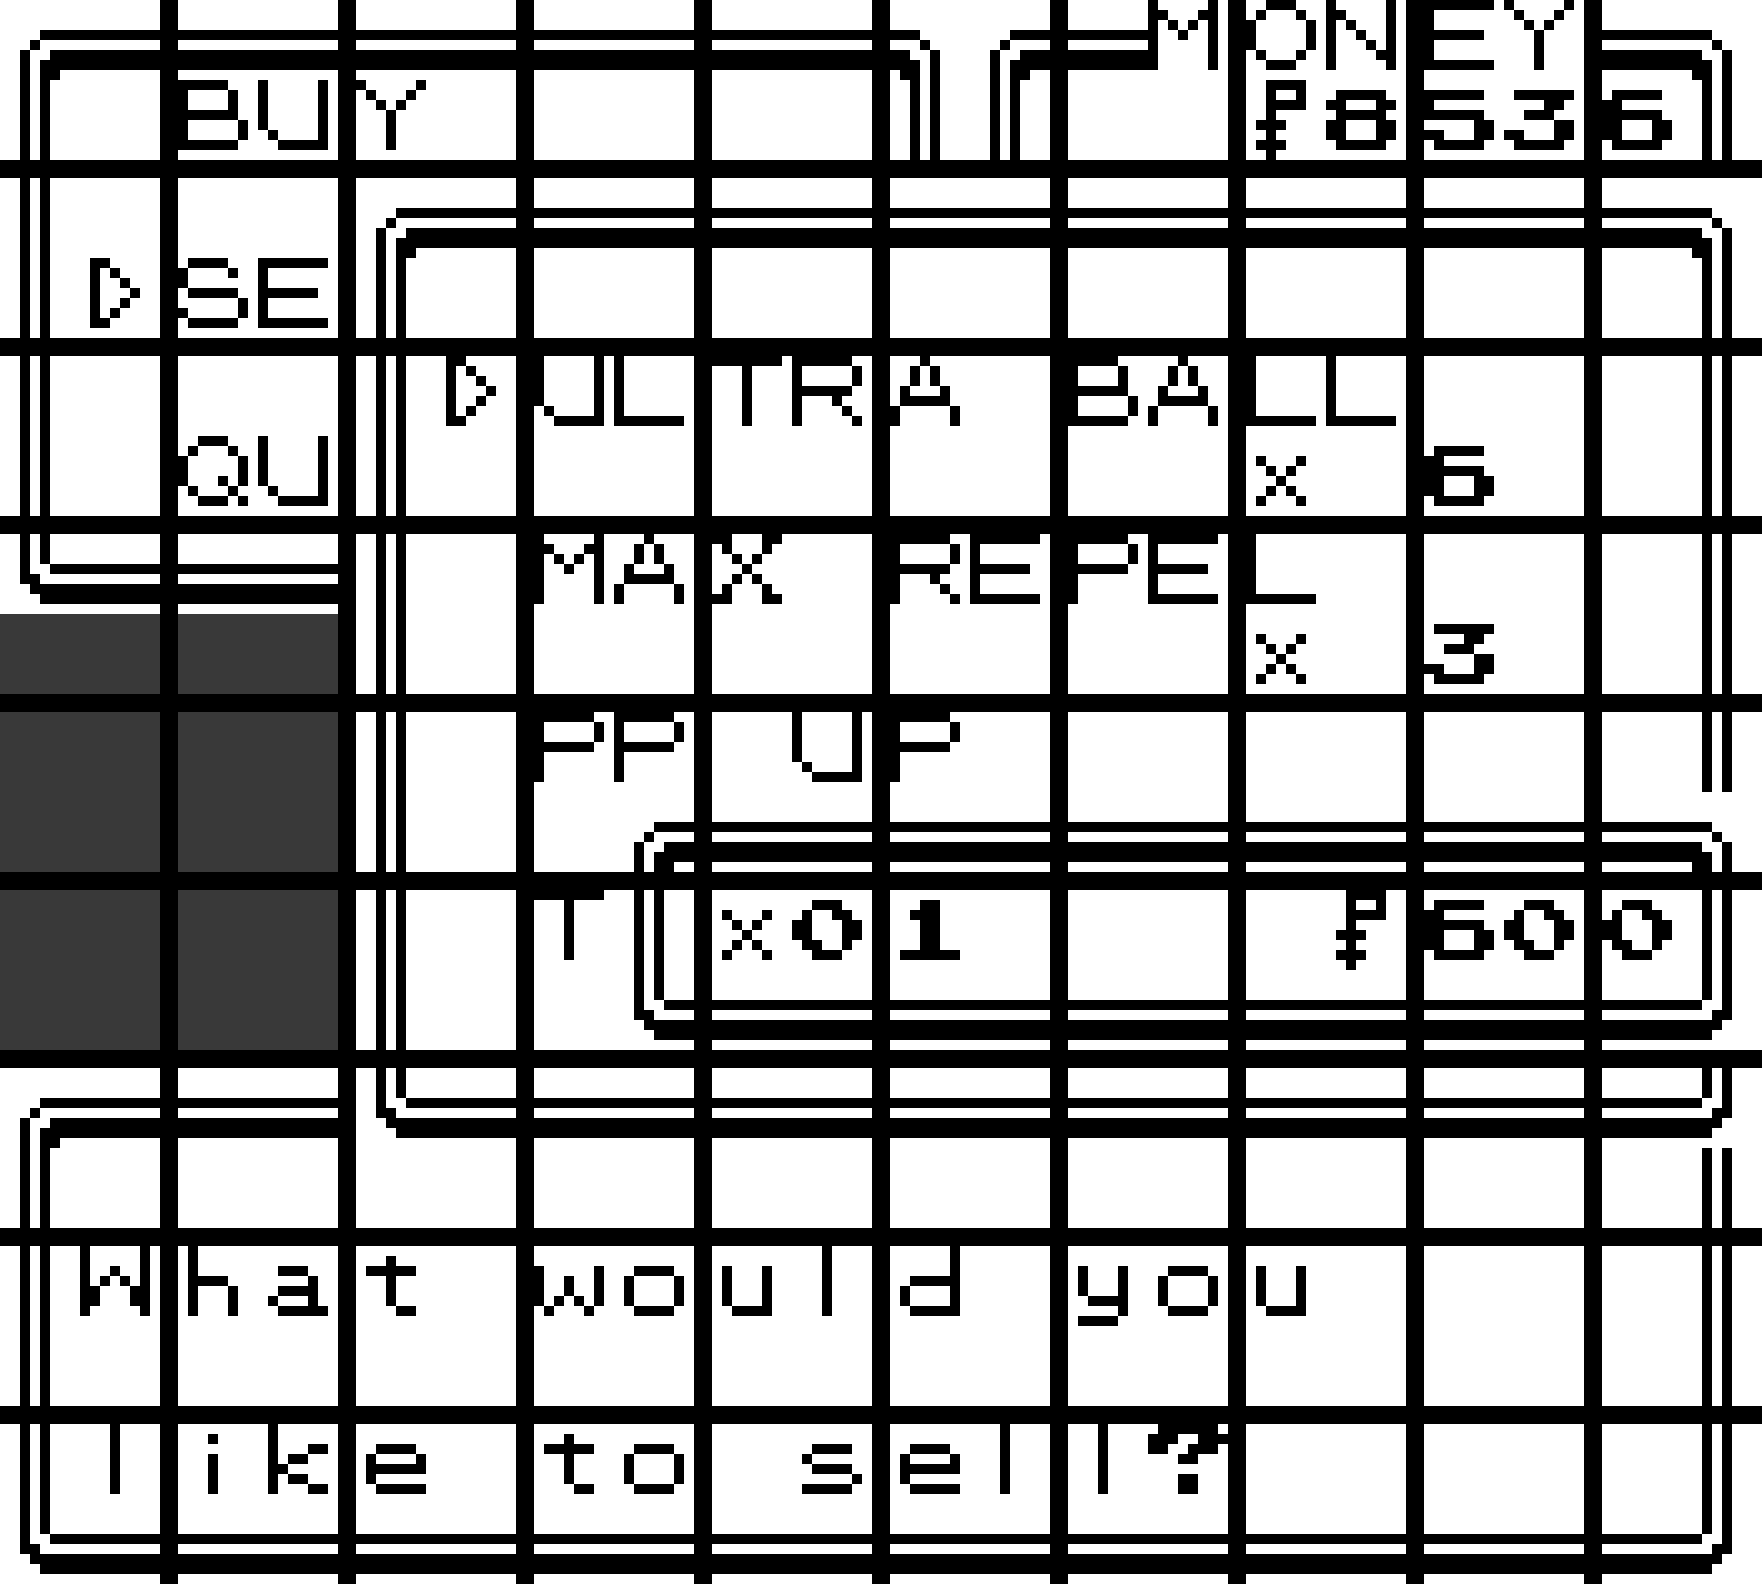 MONEY
BUY
₽8536
▷SE
▷ULTRA BALL
× 6
QU
MAX REPEL
× 3
PP UP
T
×01 ₽600
What would you
like to sell?